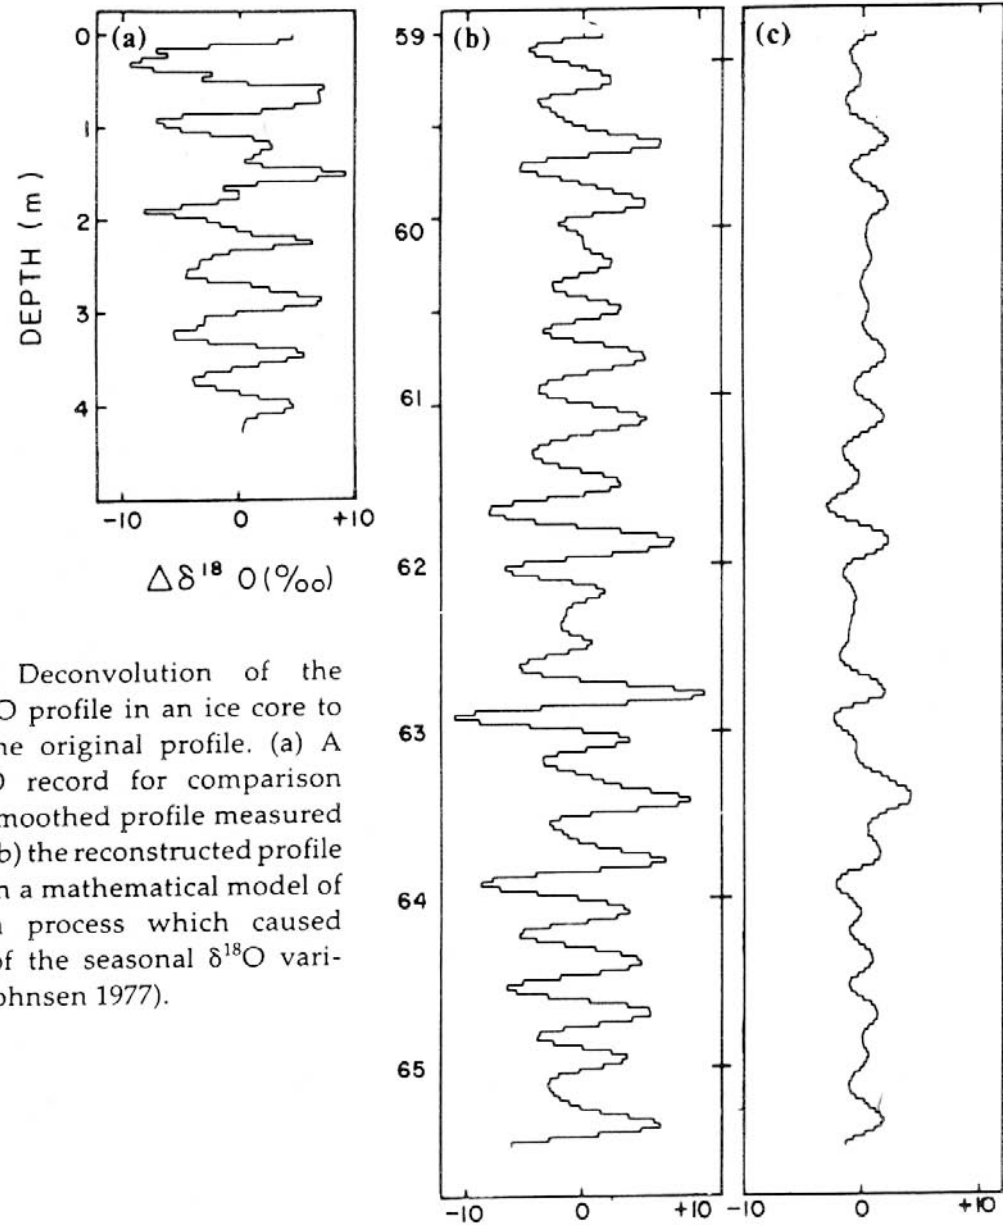 (a)
0
1
2
3
4
DEPTH (m)
-10
0
+10
Δδ¹⁸ O (‰)
(b)
59
60
61
62
63
64
65
-10
0
+10
(c)
-10
0
+10
Deconvolution of the
O profile in an ice core to
original profile. (a) A
record for comparison
smoothed profile measured
b) the reconstructed profile
a mathematical model of
process which caused
of the seasonal δ¹⁸O vari-
ohnsen 1977).